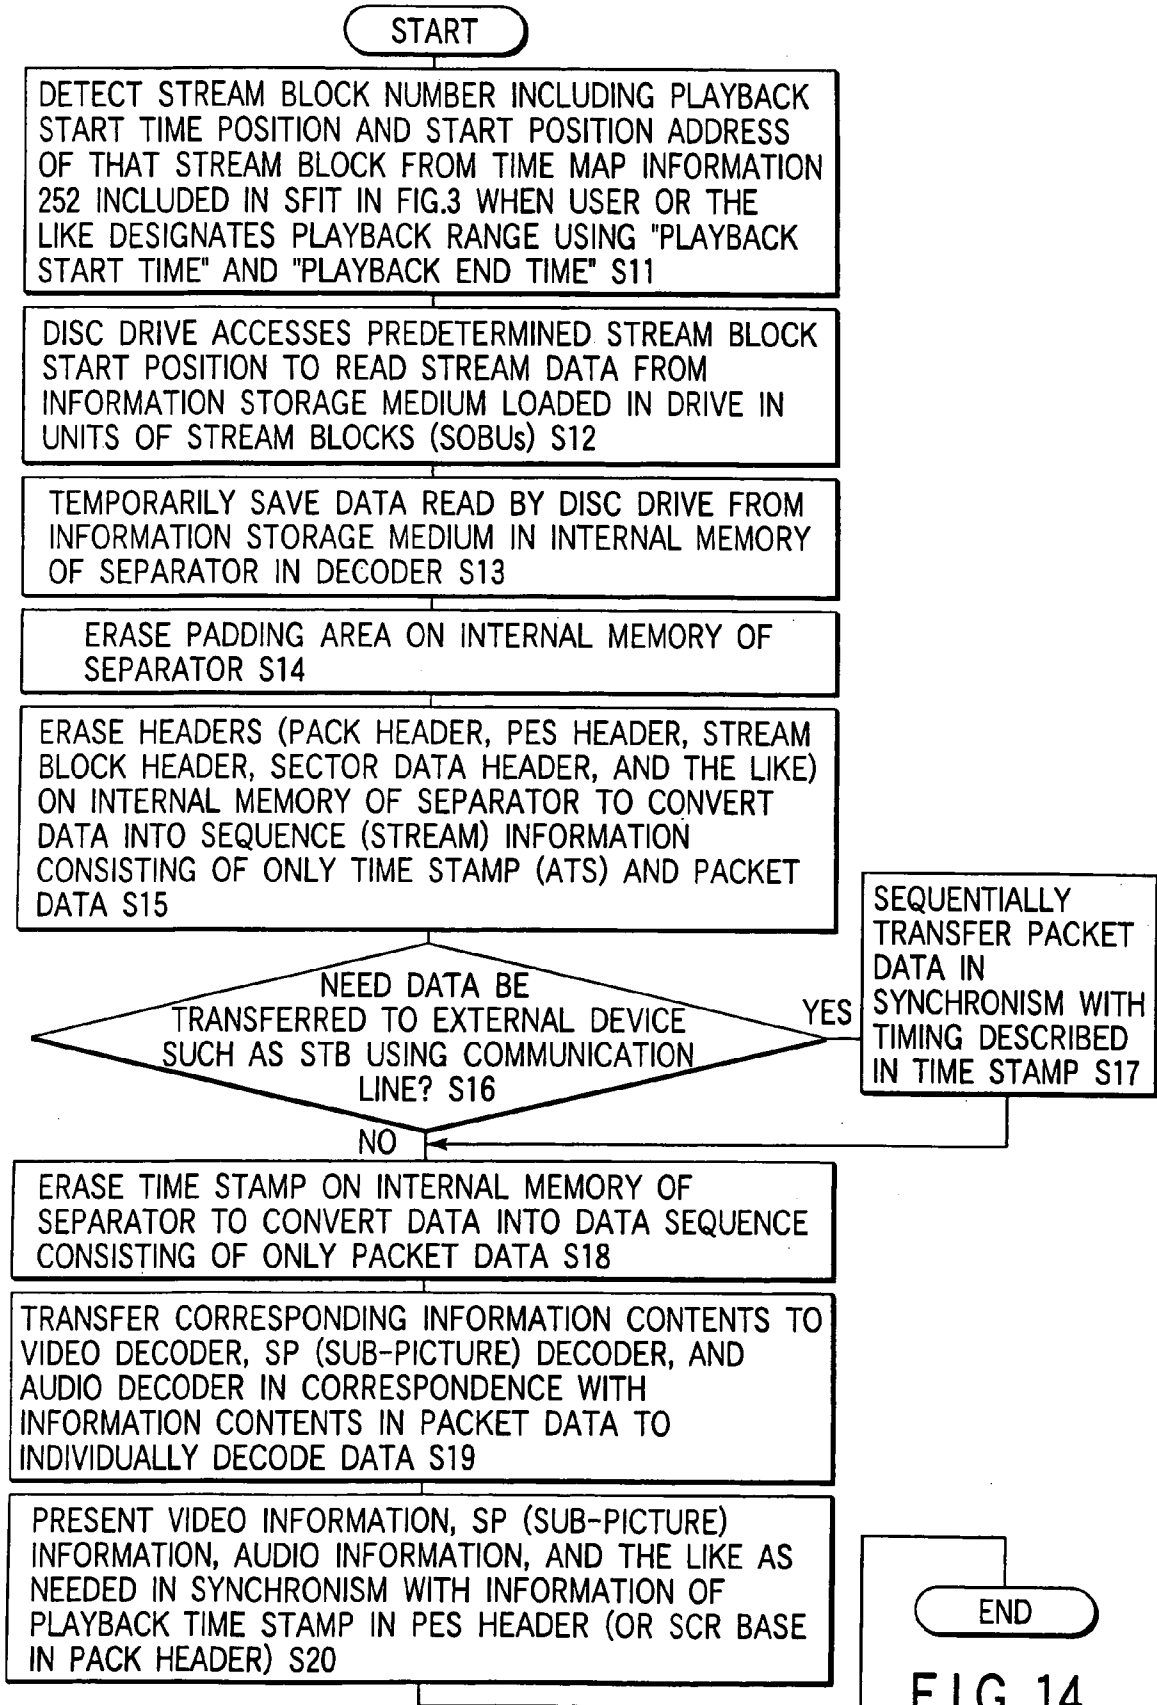 START
DETECT STREAM BLOCK NUMBER INCLUDING PLAYBACK
START TIME POSITION AND START POSITION ADDRESS
OF THAT STREAM BLOCK FROM TIME MAP INFORMATION
252 INCLUDED IN SFIT IN FIG.3 WHEN USER OR THE
LIKE DESIGNATES PLAYBACK RANGE USING "PLAYBACK
START TIME" AND "PLAYBACK END TIME" S11
DISC DRIVE ACCESSES PREDETERMINED STREAM BLOCK
START POSITION TO READ STREAM DATA FROM
INFORMATION STORAGE MEDIUM LOADED IN DRIVE IN
UNITS OF STREAM BLOCKS (SOBUs) S12
TEMPORARILY SAVE DATA READ BY DISC DRIVE FROM
INFORMATION STORAGE MEDIUM IN INTERNAL MEMORY
OF SEPARATOR IN DECODER S13
ERASE PADDING AREA ON INTERNAL MEMORY OF
SEPARATOR S14
ERASE HEADERS (PACK HEADER, PES HEADER, STREAM
BLOCK HEADER, SECTOR DATA HEADER, AND THE LIKE)
ON INTERNAL MEMORY OF SEPARATOR TO CONVERT
DATA INTO SEQUENCE (STREAM) INFORMATION
CONSISTING OF ONLY TIME STAMP (ATS) AND PACKET
DATA S15
NEED DATA BE
TRANSFERRED TO EXTERNAL DEVICE
SUCH AS STB USING COMMUNICATION
LINE? S16
YES
SEQUENTIALLY
TRANSFER PACKET
DATA IN
SYNCHRONISM WITH
TIMING DESCRIBED
IN TIME STAMP S17
NO
ERASE TIME STAMP ON INTERNAL MEMORY OF
SEPARATOR TO CONVERT DATA INTO DATA SEQUENCE
CONSISTING OF ONLY PACKET DATA S18
TRANSFER CORRESPONDING INFORMATION CONTENTS TO
VIDEO DECODER, SP (SUB-PICTURE) DECODER, AND
AUDIO DECODER IN CORRESPONDENCE WITH
INFORMATION CONTENTS IN PACKET DATA TO
INDIVIDUALLY DECODE DATA S19
PRESENT VIDEO INFORMATION, SP (SUB-PICTURE)
INFORMATION, AUDIO INFORMATION, AND THE LIKE AS
NEEDED IN SYNCHRONISM WITH INFORMATION OF
PLAYBACK TIME STAMP IN PES HEADER (OR SCR BASE
IN PACK HEADER) S20
END
FIG. 14